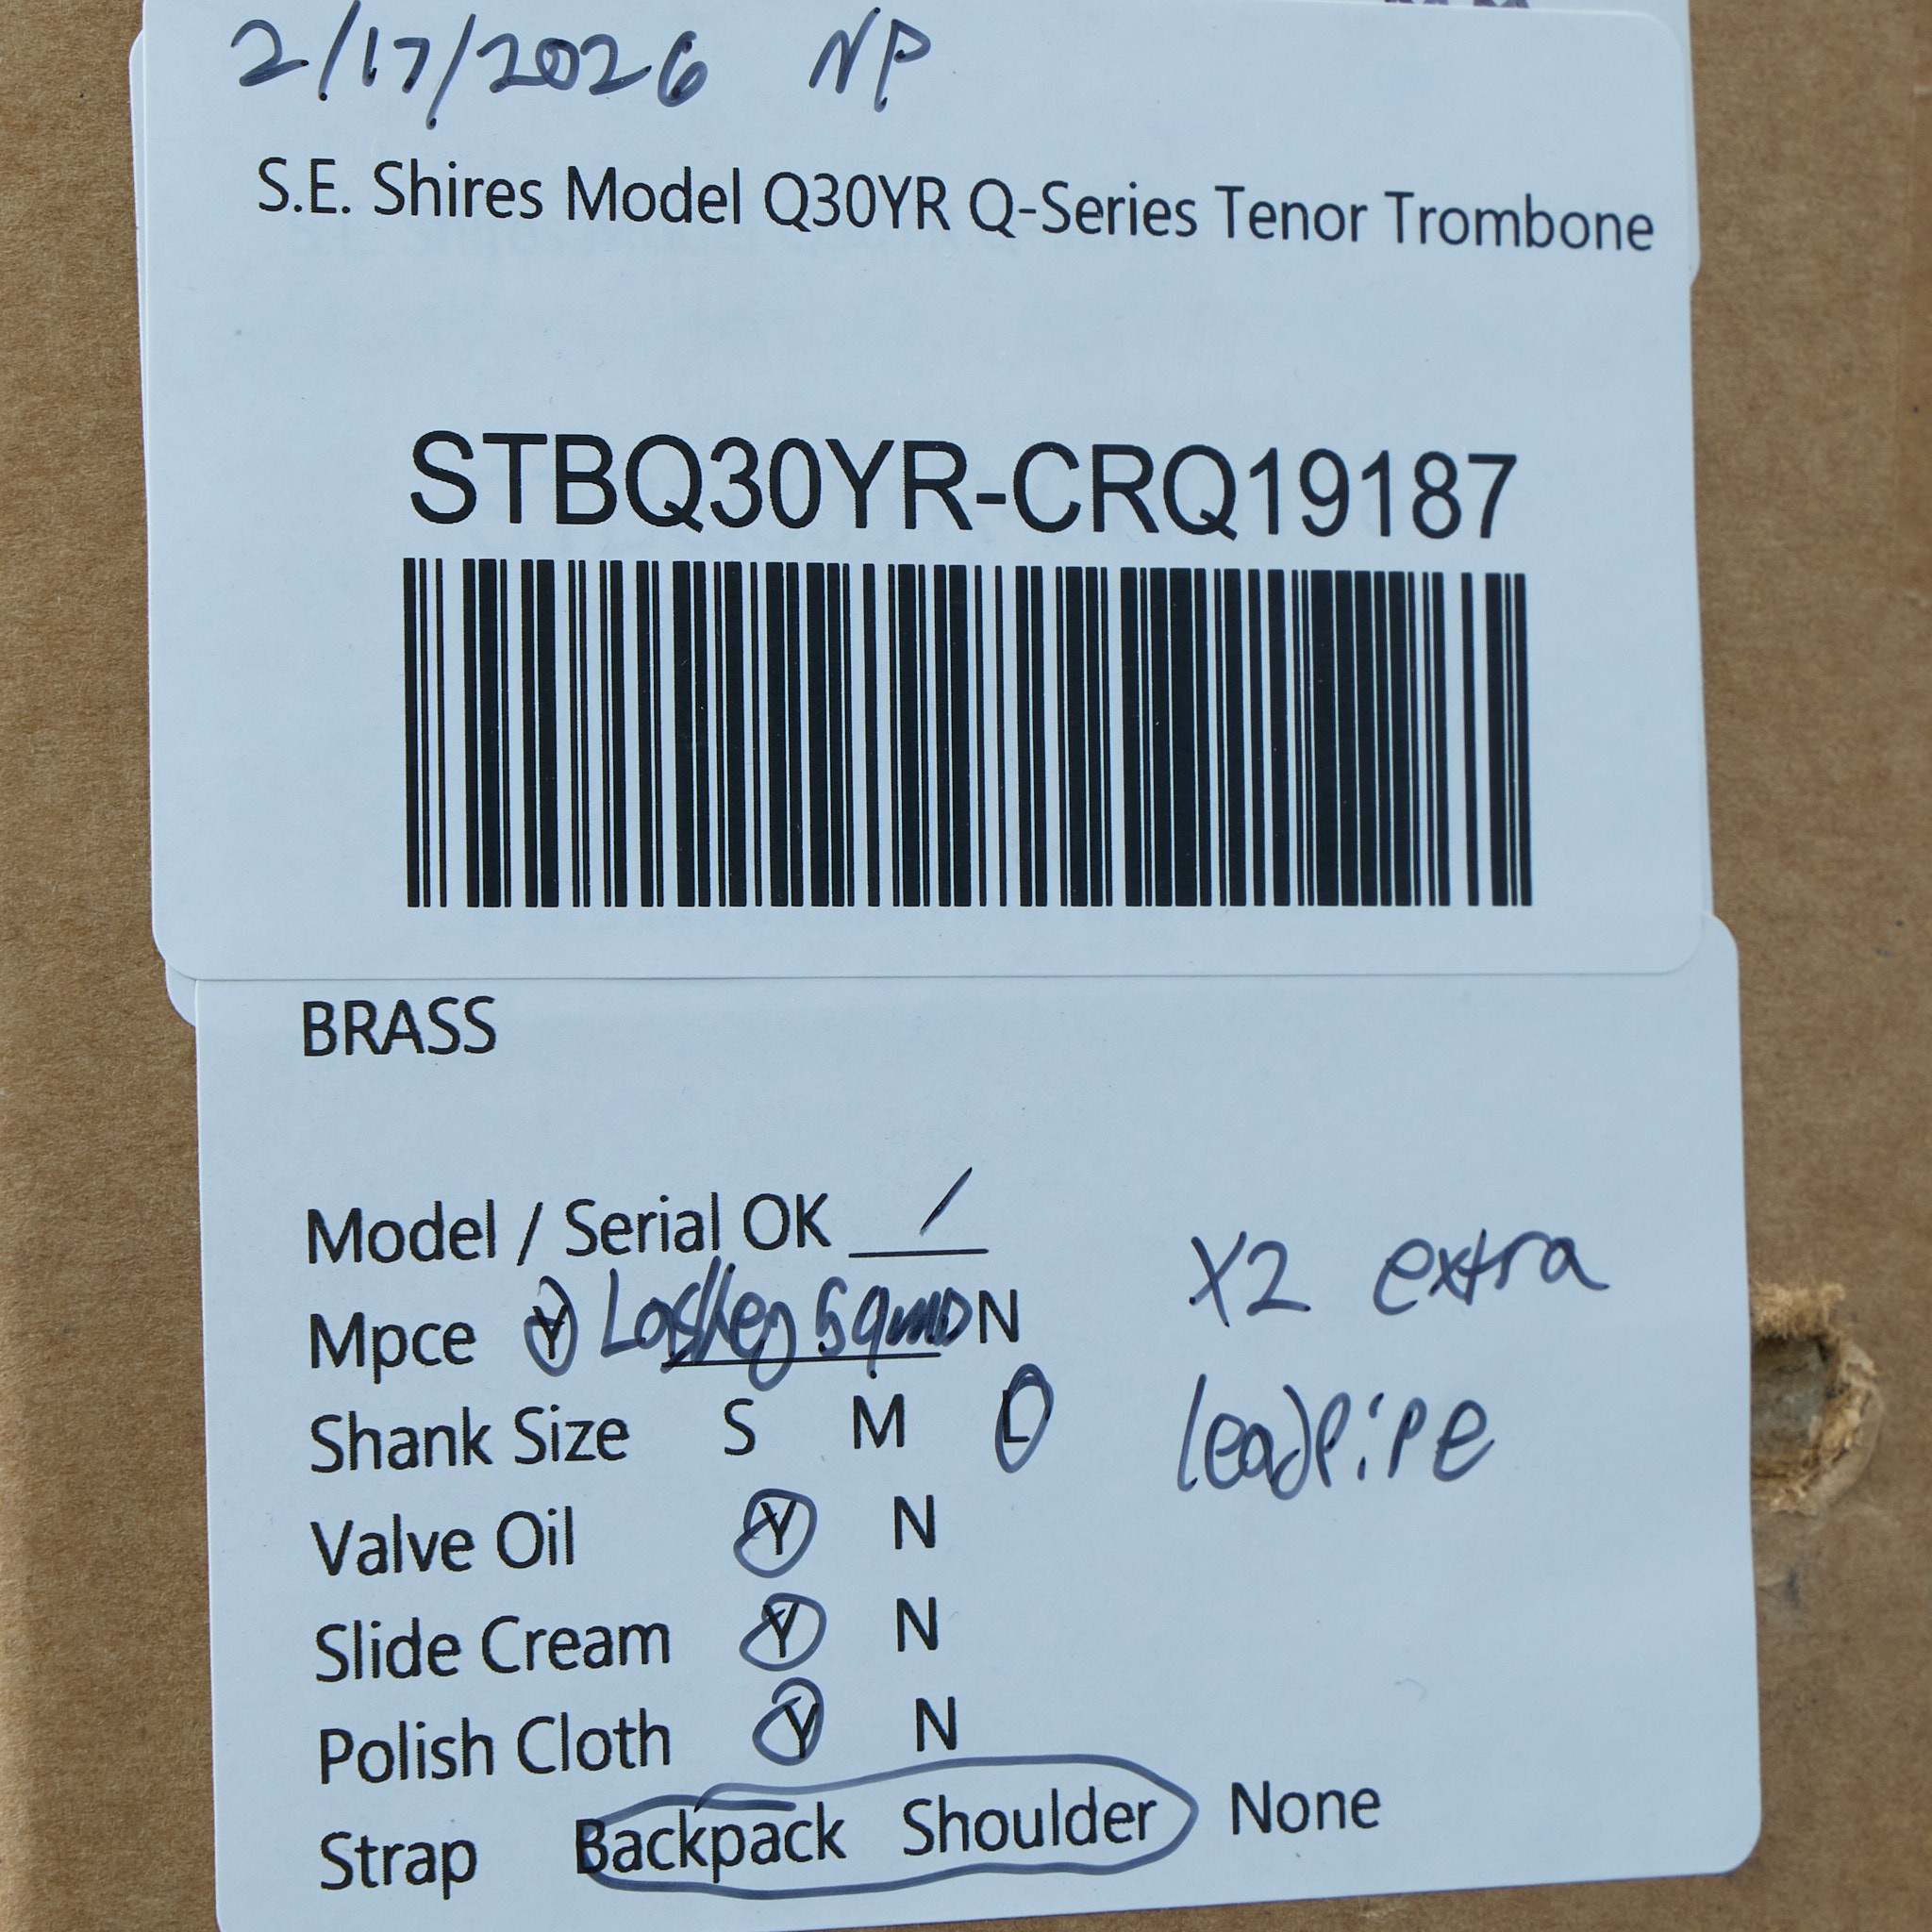 2/17/2026 NP
S.E. Shires Model Q30YR Q-Series Tenor Trombone
STBQ30YR-CRQ19187
BRASS
Model / Serial OK /
Mpce Y N
Shank Size S M L
Valve Oil Y N
Slide Cream Y N
Polish Cloth Y N
Strap Backpack Shoulder None
X2 extra
leadpipe